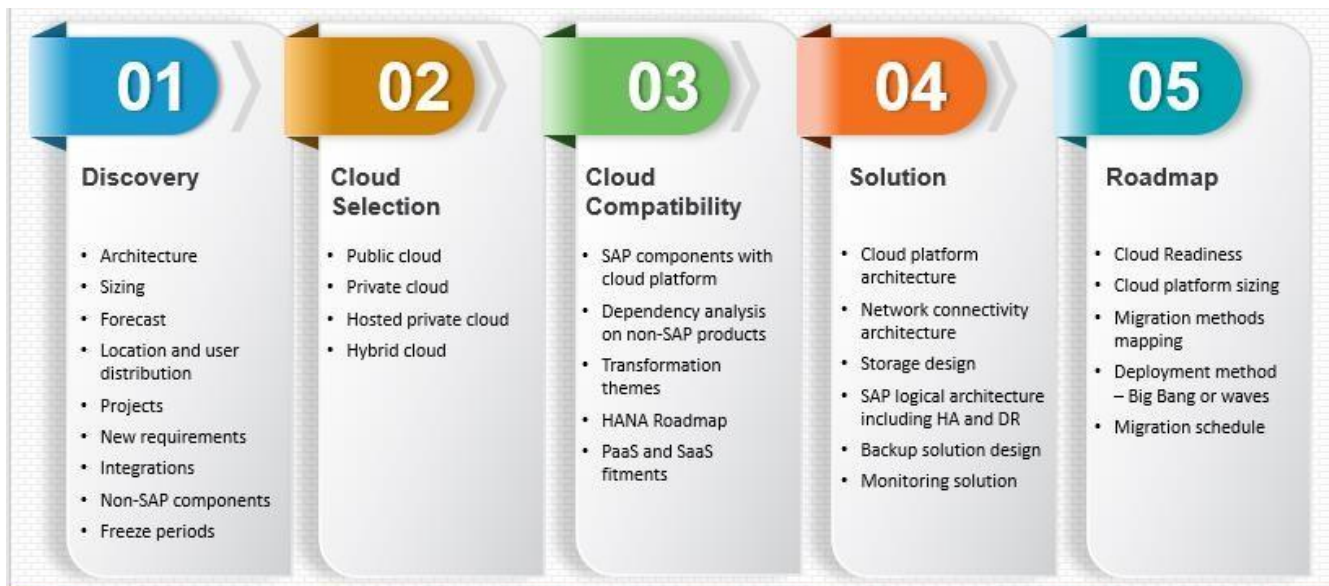 01
Discovery
• Architecture
• Sizing
• Forecast
• Location and user
distribution
• Projects
• New requirements
• Integrations
• Non-SAP components
• Freeze periods
02
Cloud
Selection
• Public cloud
• Private cloud
• Hosted private cloud
• Hybrid cloud
03
Cloud
Compatibility
• SAP components with
cloud platform
• Dependency analysis
on non-SAP products
• Transformation
themes
• HANA Roadmap
• PaaS and SaaS
fitments
04
Solution
• Cloud platform
architecture
• Network connectivity
architecture
• Storage design
• SAP logical architecture
including HA and DR
• Backup solution design
• Monitoring solution
05
Roadmap
• Cloud Readiness
• Cloud platform sizing
• Migration methods
mapping
• Deployment method
– Big Bang or waves
• Migration schedule